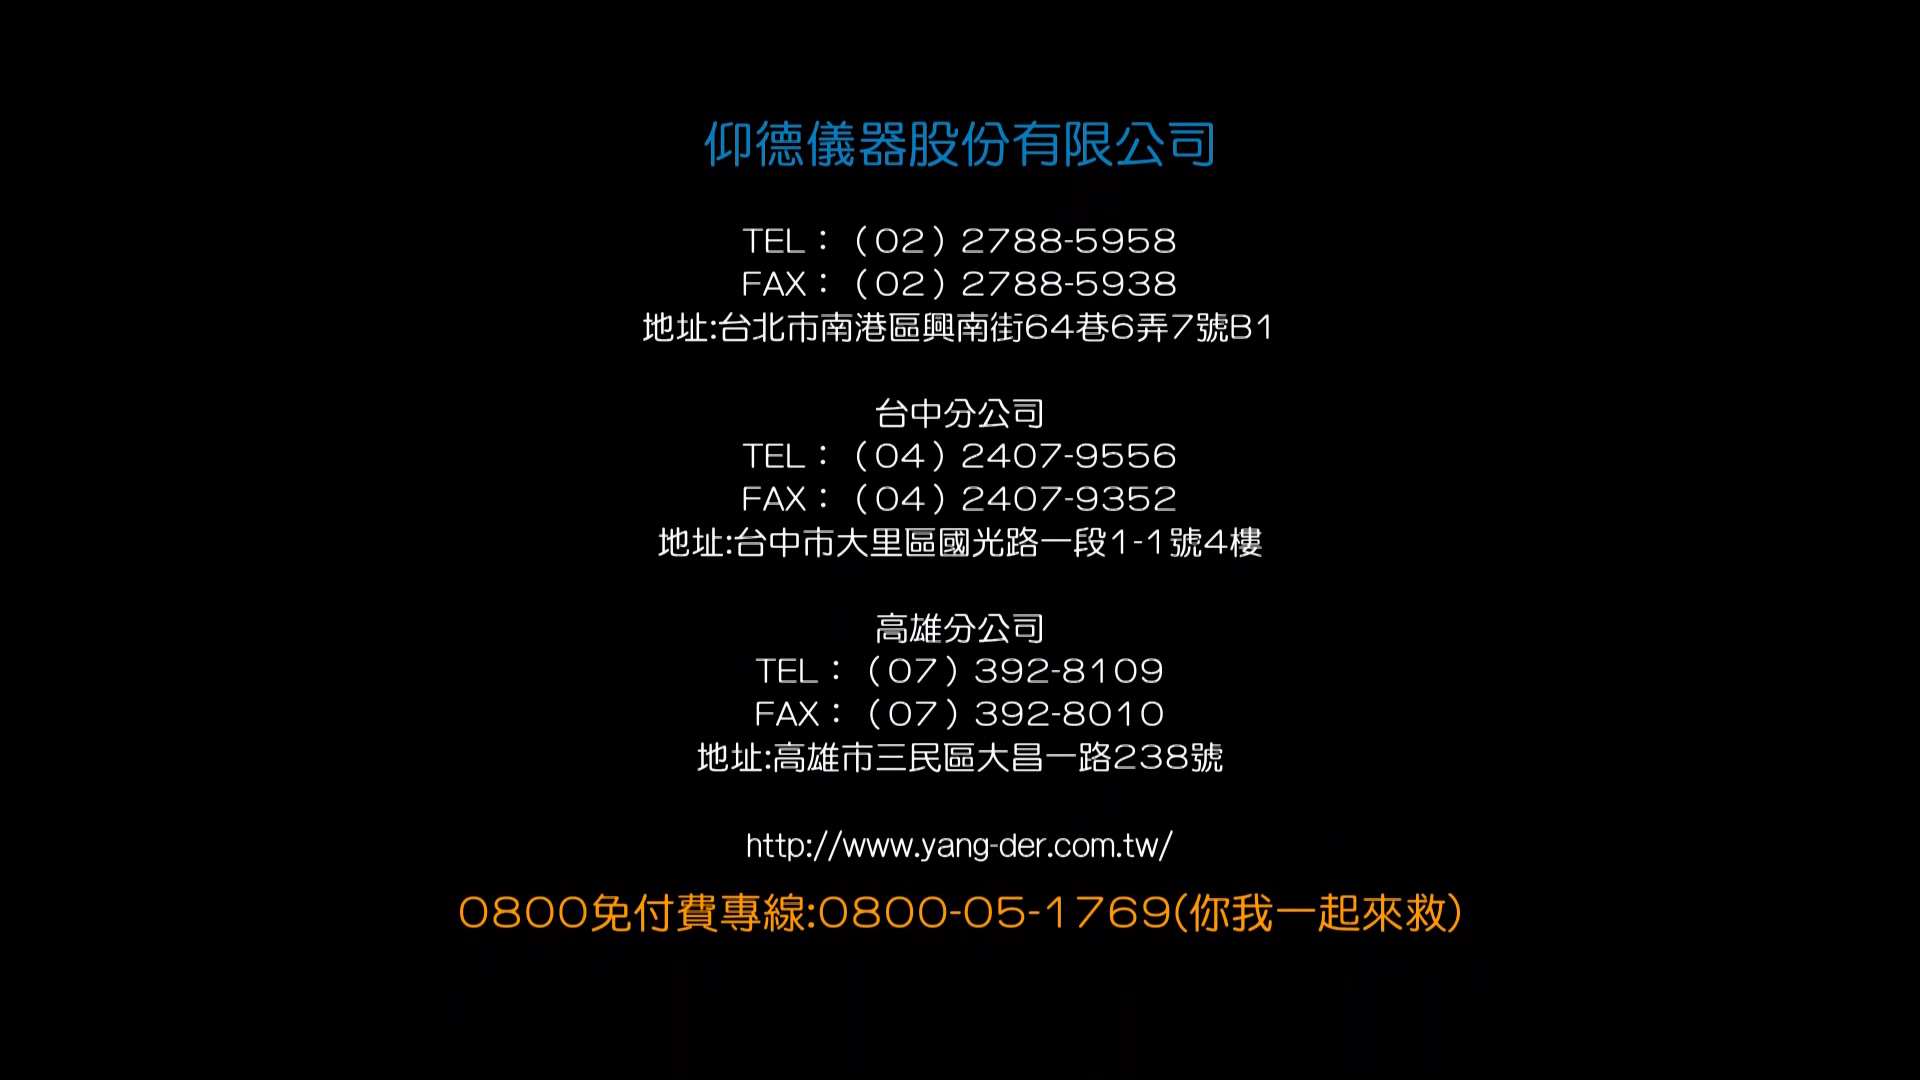 仰德儀器股份有限公司
TEL：（02）2788-5958
FAX：（02）2788-5938
地址:台北市南港區興南街64巷6弄7號B1
台中分公司
TEL：（04）2407-9556
FAX：（04）2407-9352
地址:台中市大里區國光路一段1-1號4樓
高雄分公司
TEL：（07）392-8109
FAX：（07）392-8010
地址:高雄市三民區大昌一路238號
http://www.yang-der.com.tw/
0800免付費專線:0800-05-1769(你我一起來救)